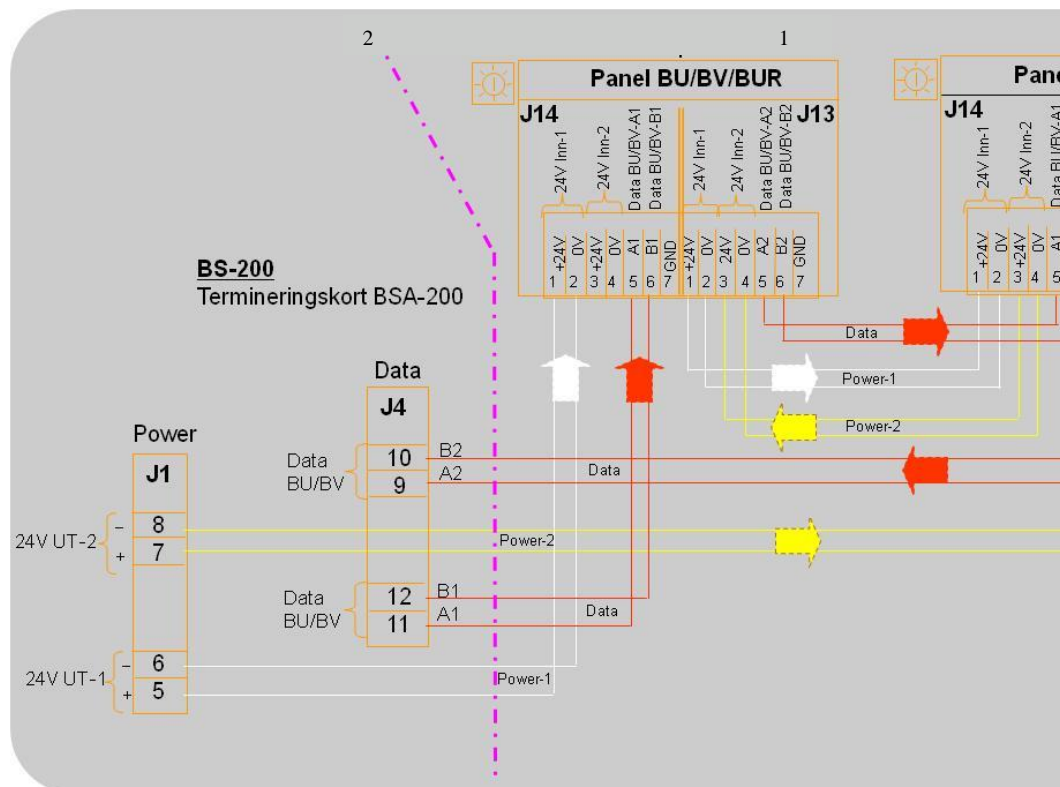 2
1
Panel BU/BV/BUR
J14
J13
24V Inn-1
24V Inn-2
Data BU/BV-A1
Data BU/BV-B1
24V Inn-1
24V Inn-2
Data BU/BV-A2
Data BU/BV-B2
+24V
0V
+24V
0V
A1
B1
GND
+24V
0V
24V
0V
A2
B2
GND
1 2 3 4 5 6 7 1 2 3 4 5 6 7
Pane
J14
24V Inn-1
24V Inn-2
Data BU/BV-A1
+24V
0V
+24V
0V
A1
1 2 3 4 5
BS-200
Termineringskort BSA-200
Data
Power-1
Power-2
Data
J4
Data
BU/BV
10 B2
9 A2
Data
Power
J1
24V UT-2
− 8
+ 7
Power-2
Data
BU/BV
12 B1
11 A1
Data
24V UT-1
− 6
+ 5
Power-1